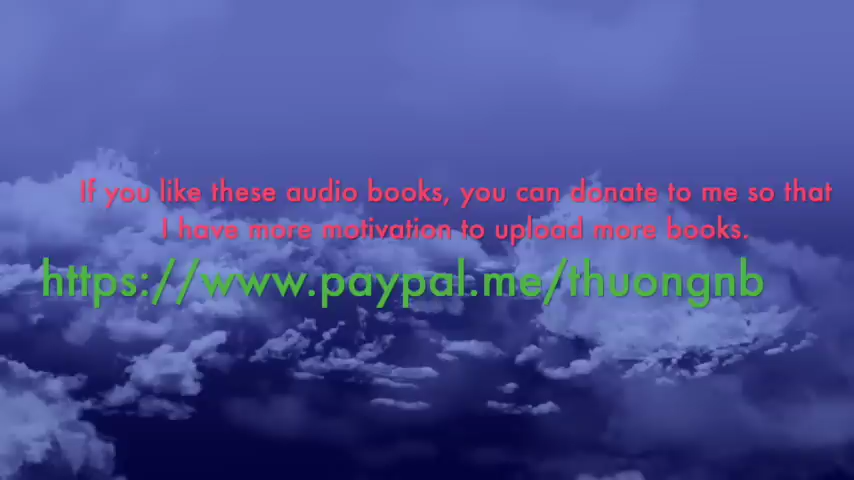 If you like these audio books, you can donate to me so that
I have more motivation to upload more books.
https://www.paypal.me/thuongnb